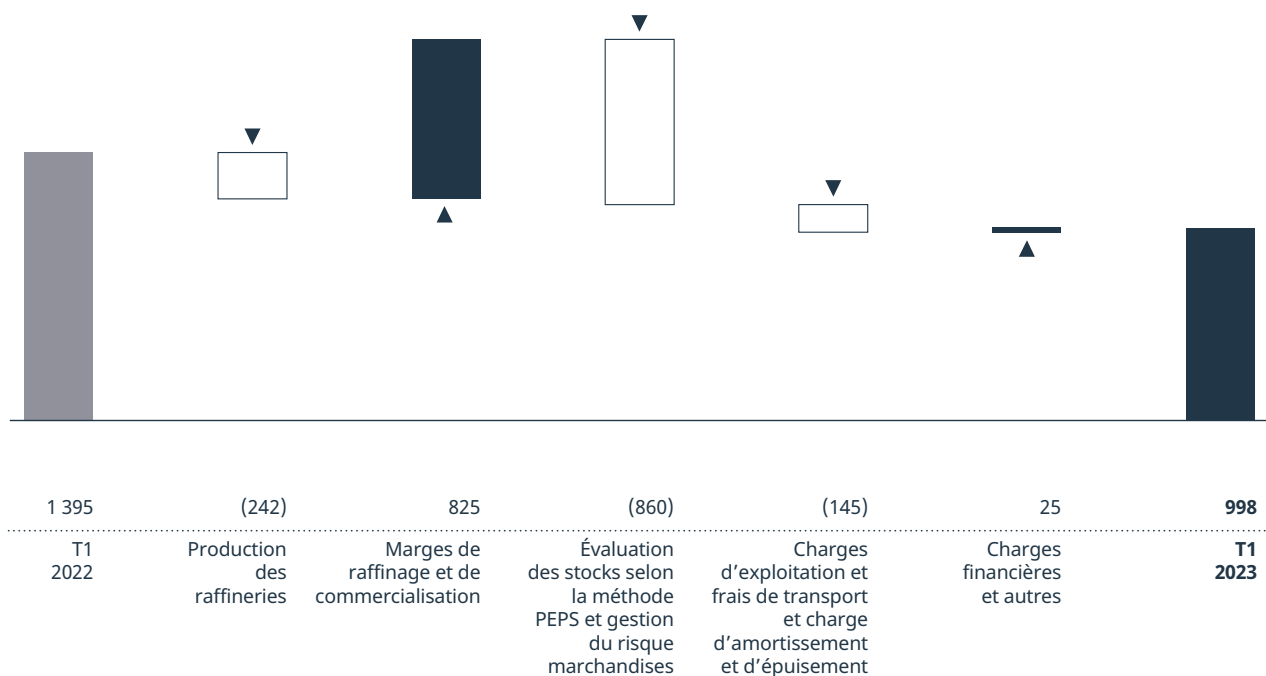 1 395 (242) 825 (860) (145) 25 998
T1
2022
Production
des
raffineries
Marges de
raffinage et de
commercialisation
Évaluation
des stocks selon
la méthode
PEPS et gestion
du risque
marchandises
Charges
d’exploitation et
frais de transport
et charge
d’amortissement
et d’épuisement
Charges
financières
et autres
T1
2023